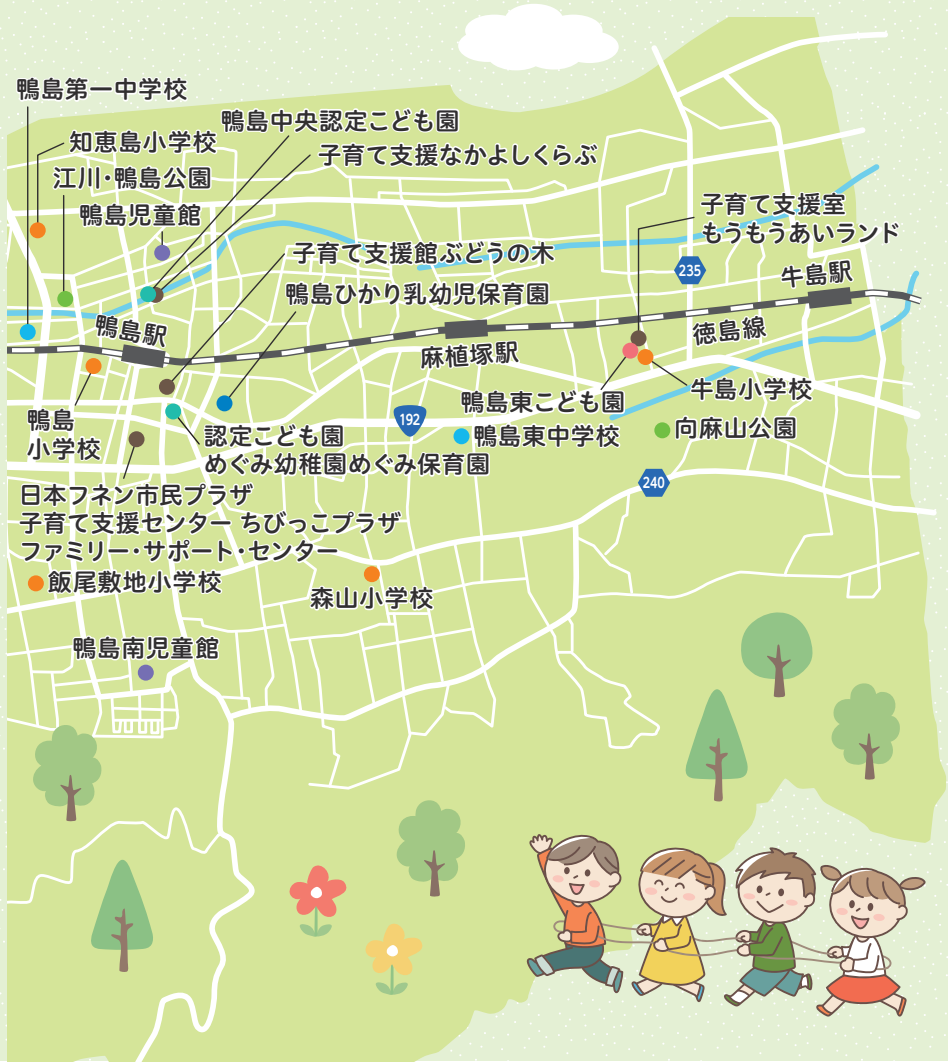 鴨島第一中学校
鴨島中央認定こども園
知恵島小学校
子育て支援なかよしくらぶ
江川・鴨島公園
鴨島児童館
子育て支援室
もうもうあいランド
子育て支援館ぶどうの木
235
牛島駅
鴨島ひかり乳幼児保育園
鴨島駅
徳島線
麻植塚駅
牛島小学校
鴨島東こども園
鴨島
小学校
192
鴨島東中学校
向麻山公園
認定こども園
めぐみ幼稚園めぐみ保育園
240
日本フネン市民プラザ
子育て支援センター ちびっこプラザ
ファミリー・サポート・センター
飯尾敷地小学校
森山小学校
鴨島南児童館